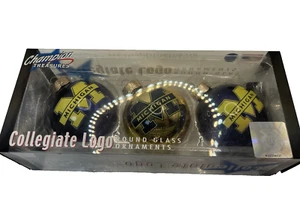 Champion
TREASURES
MICHIGAN
MICHIGAN
MICHIGAN
Collegiate Logo
ROUND GLASS
ORNAMENTS